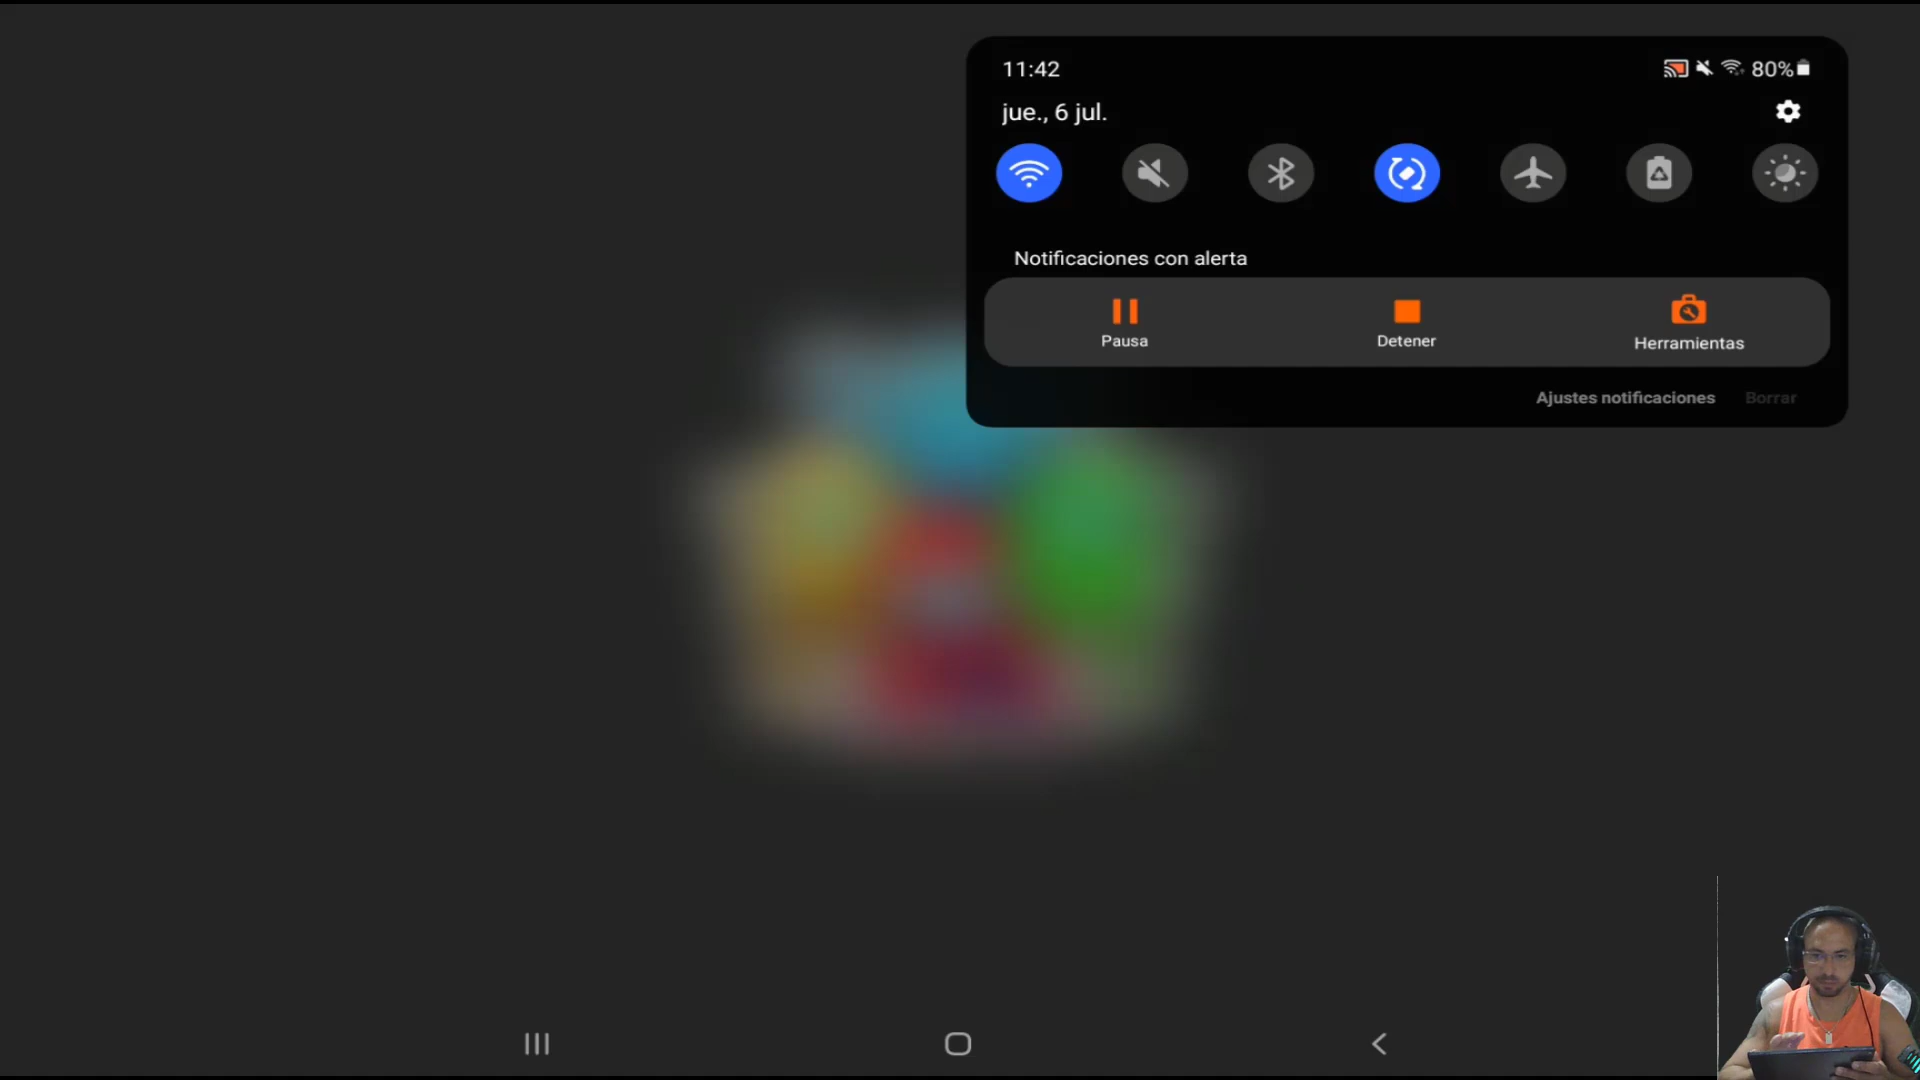 11:42
80%
jue., 6 jul.
Notificaciones con alerta
Pausa
Detener
Herramientas
Ajustes notificaciones
Borrar